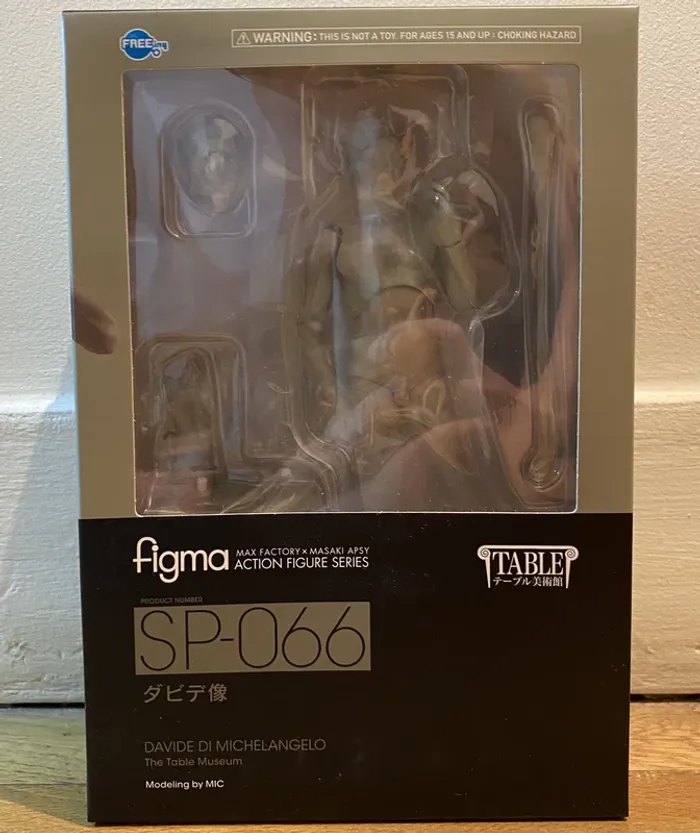 FREEing
⚠ WARNING: THIS IS NOT A TOY. FOR AGES 15 AND UP : CHOKING HAZARD
figma
MAX FACTORY × MASAKI APSY
ACTION FIGURE SERIES
TABLE
テーブル美術館
PRODUCT NUMBER
SP-066
ダビデ像
DAVIDE DI MICHELANGELO
The Table Museum
Modeling by MIC